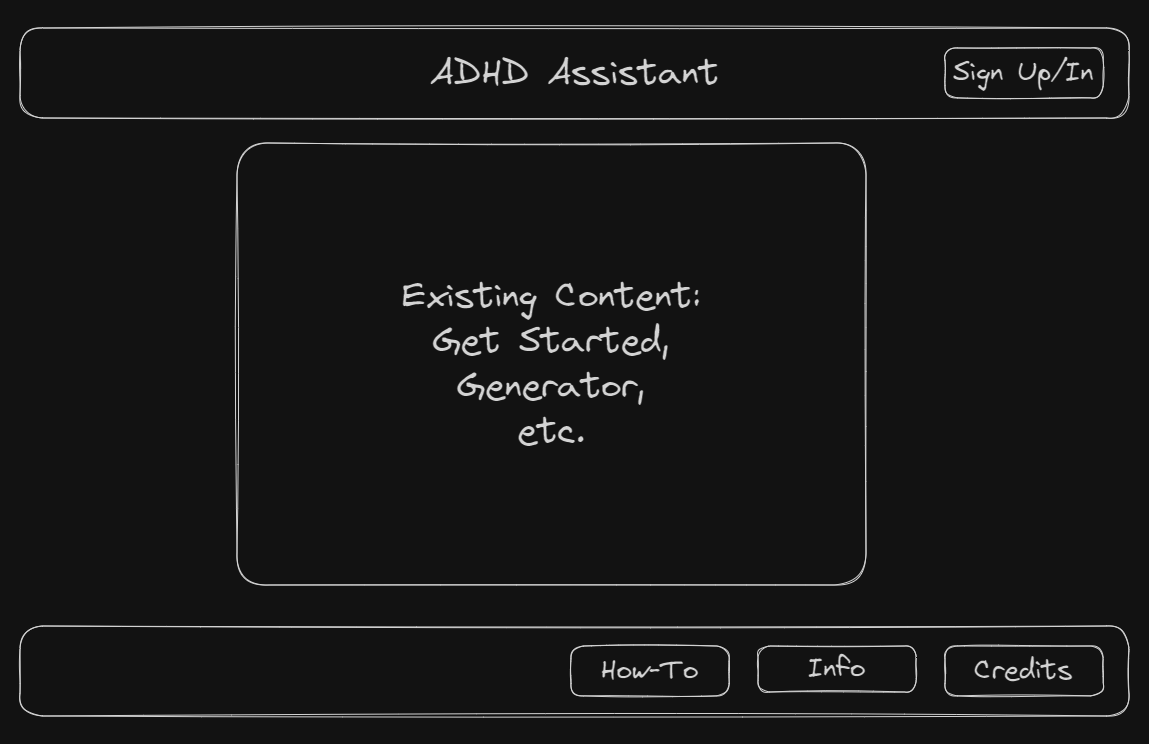 ADHD Assistant
Sign Up/In
Existing Content:
Get Started,
Generator,
etc.
How-To
Info
Credits